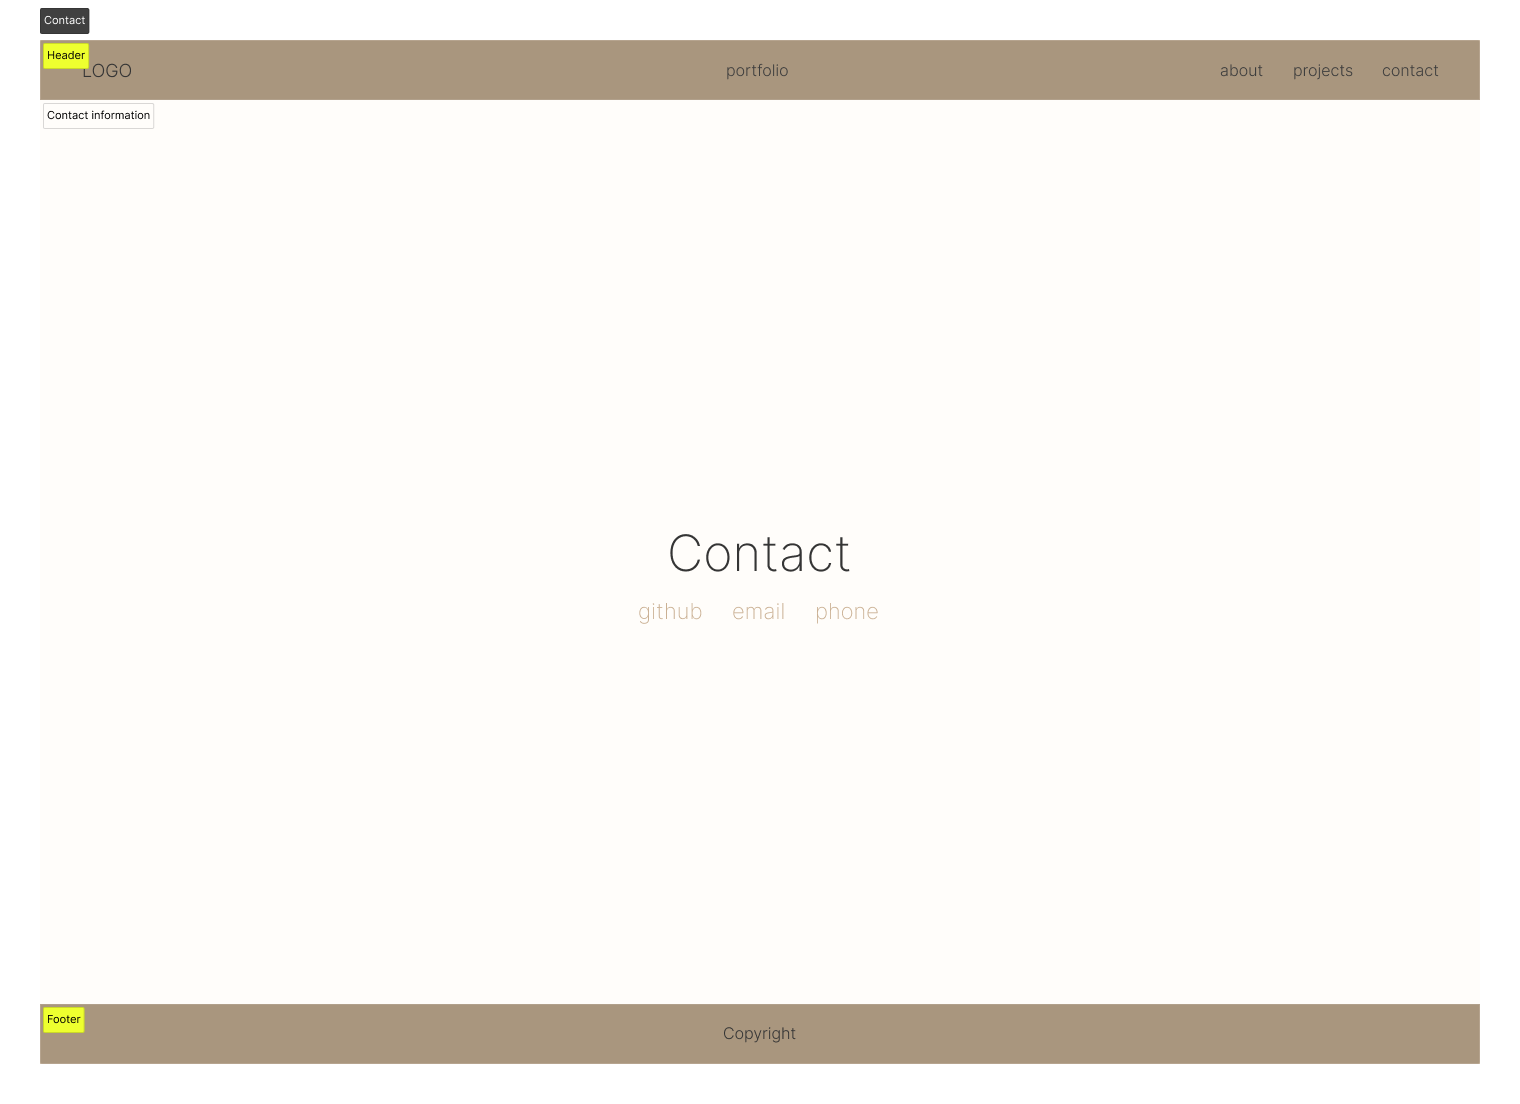 Contact
Header
LOGO
portfolio
about
projects
contact
Contact information
Contact
github
email
phone
Footer
Copyright